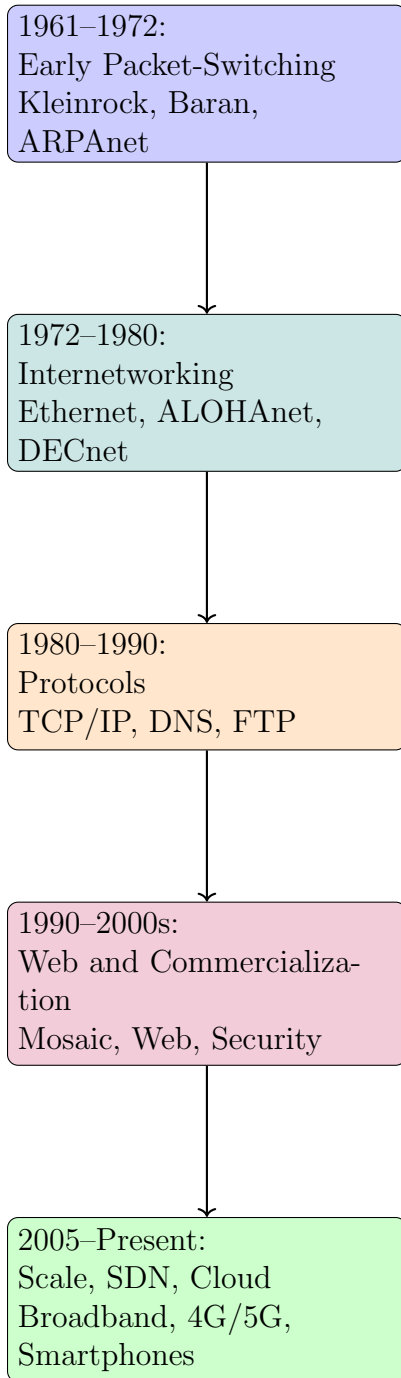 1961–1972:
Early Packet-Switching
Kleinrock, Baran,
ARPAnet
1972–1980:
Internetworking
Ethernet, ALOHAnet,
DECnet
1980–1990:
Protocols
TCP/IP, DNS, FTP
1990–2000s:
Web and Commercializa-
tion
Mosaic, Web, Security
2005–Present:
Scale, SDN, Cloud
Broadband, 4G/5G,
Smartphones